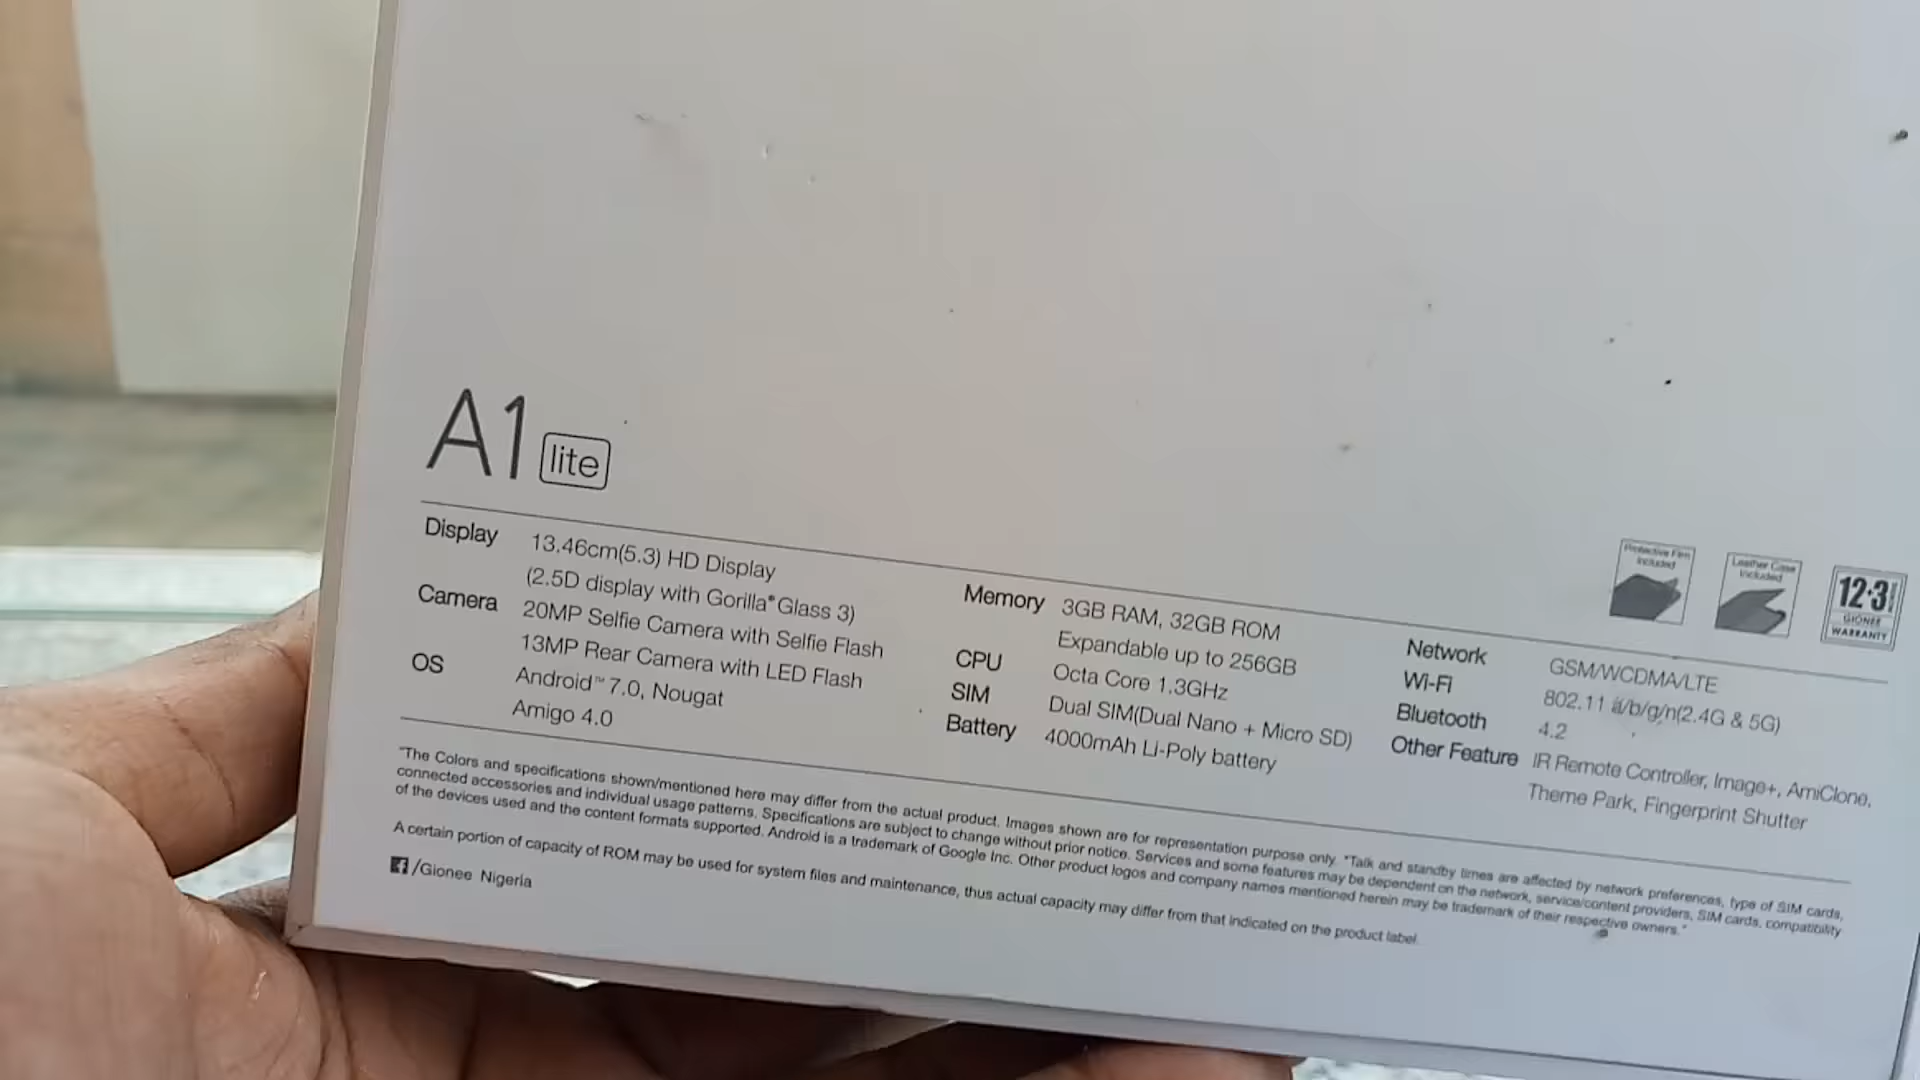 A1 lite
Display 13.46cm(5.3) HD Display
(2.5D display with Gorilla® Glass 3)
Camera 20MP Selfie Camera with Selfie Flash
13MP Rear Camera with LED Flash
OS Android™ 7.0, Nougat
Amigo 4.0
Memory 3GB RAM, 32GB ROM
Expandable up to 256GB
CPU Octa Core 1.3GHz
SIM Dual SIM(Dual Nano + Micro SD)
Battery 4000mAh Li-Poly battery
Protective Film
Included
Leather Case
Included
12+3
GIONEE
WARRANTY
Network GSM/WCDMA/LTE
Wi-Fi 802.11 a/b/g/n(2.4G & 5G)
Bluetooth 4.2
Other Feature IR Remote Controller, Image+, AmiClone,
Theme Park, Fingerprint Shutter
"The Colors and specifications shown/mentioned here may differ from the actual product. Images shown are for representation purpose only. *Talk and standby times are affected by network preferences, type of SIM cards,
connected accessories and individual usage patterns. Specifications are subject to change without prior notice. Services and some features may be dependent on the network, service/content providers, SIM cards, compatibility
of the devices used and the content formats supported. Android is a trademark of Google Inc. Other product logos and company names mentioned herein may be trademark of their respective owners."
A certain portion of capacity of ROM may be used for system files and maintenance, thus actual capacity may differ from that indicated on the product label.
/Gionee Nigeria